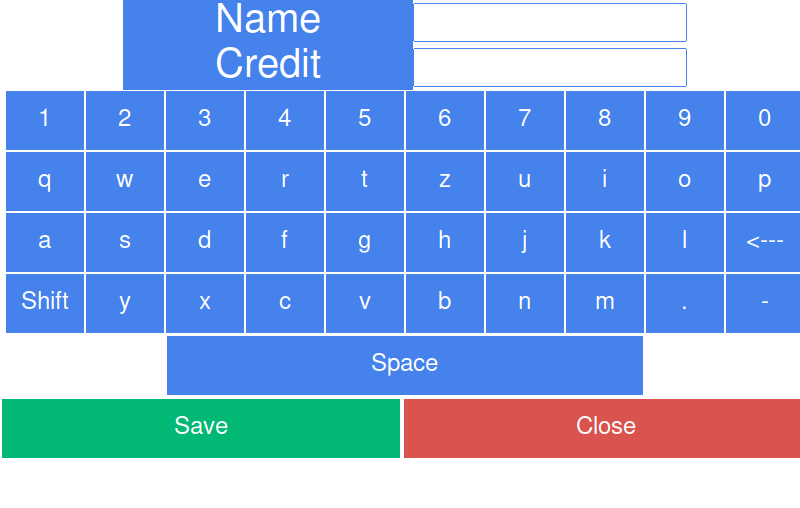 Name
Credit
1 2 3 4 5 6 7 8 9 0
q w e r t z u i o p
a s d f g h j k l <---
Shift y x c v b n m . -
Space
Save Close